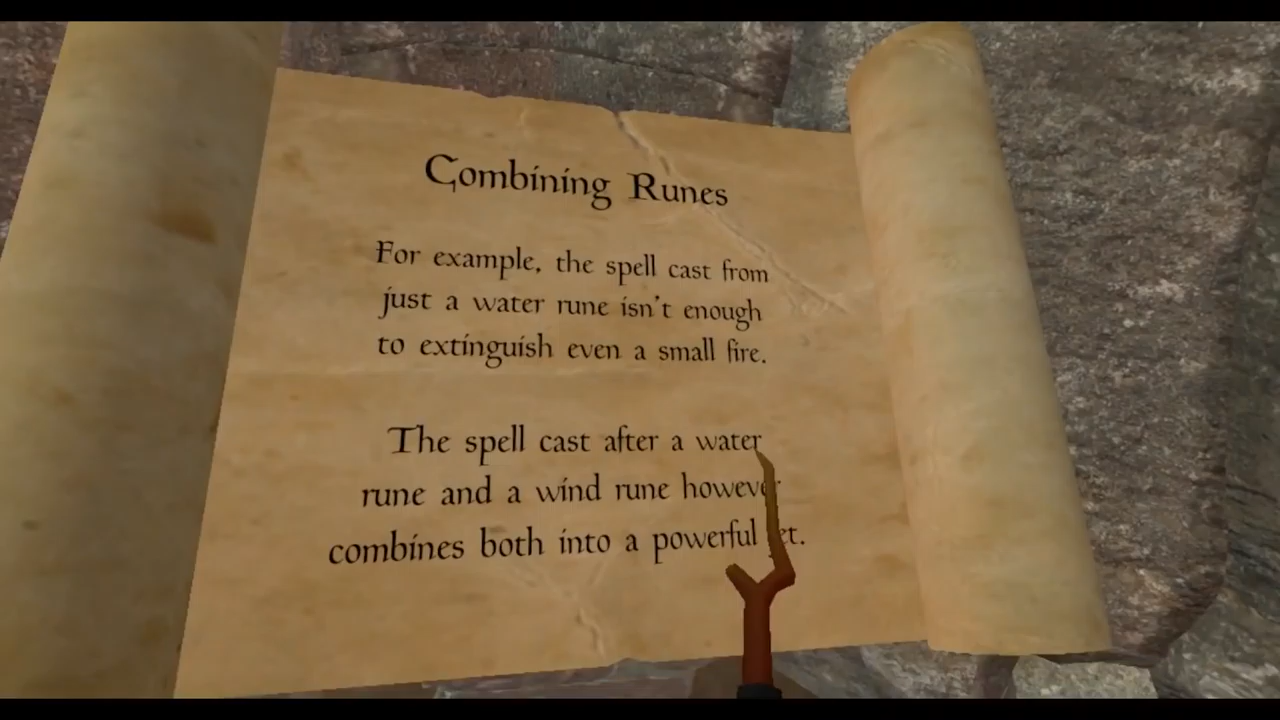 Combining Runes
For example, the spell cast from
just a water rune isn't enough
to extinguish even a small fire.
The spell cast after a water
rune and a wind rune however
combines both into a powerful jet.